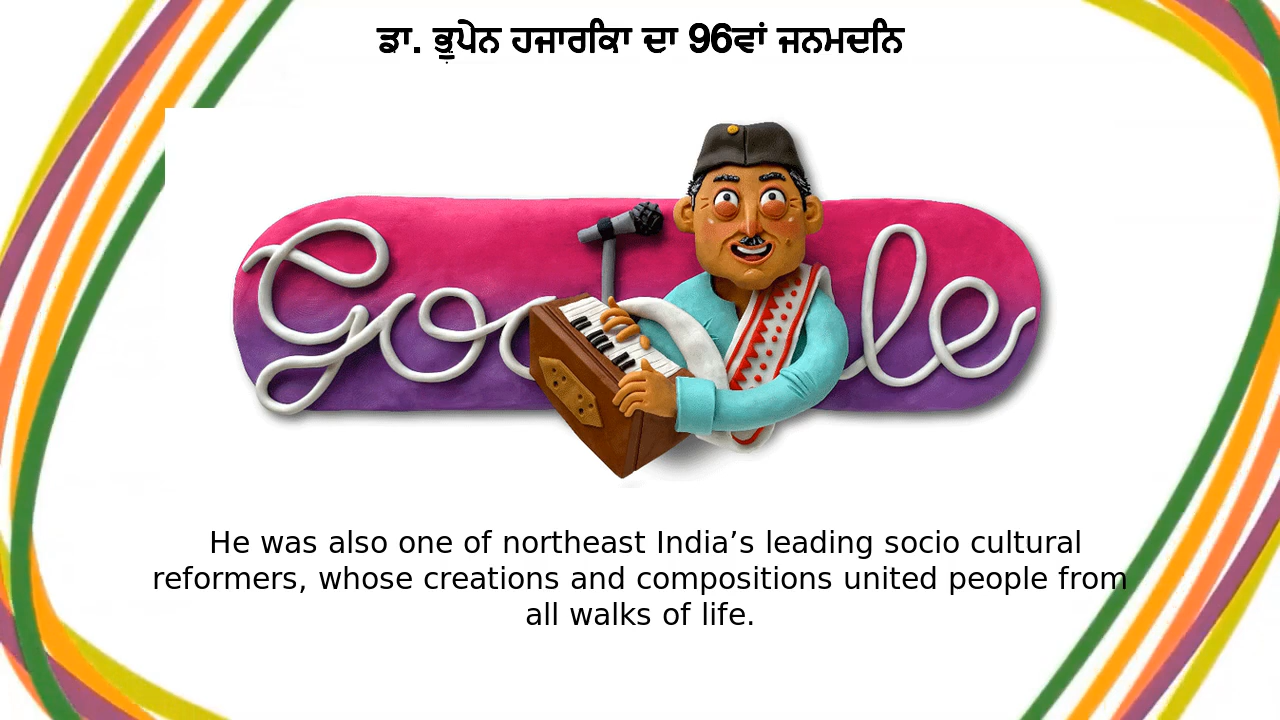 ਡਾ. ਭੁਪੇਨ ਹਜਾਰਿਕਾ ਦਾ 96ਵਾਂ ਜਨਮਦਿਨ
Google
He was also one of northeast India’s leading socio cultural
reformers, whose creations and compositions united people from
all walks of life.